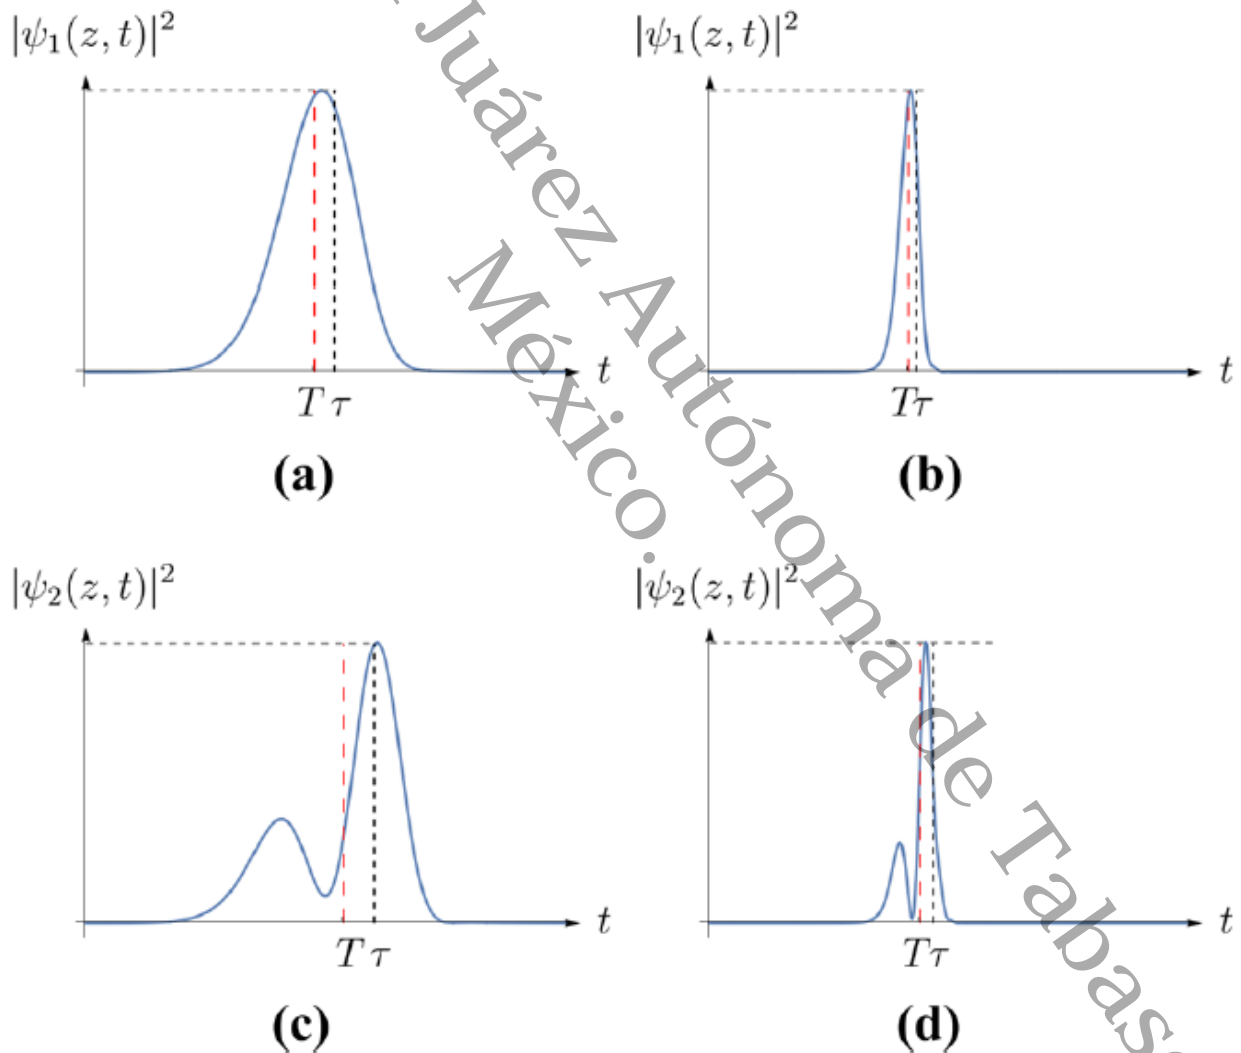 |ψ₁(z, t)|²
|ψ₁(z, t)|²
t
t
T τ
Tτ
(a)
(b)
|ψ₂(z, t)|²
|ψ₂(z, t)|²
t
t
T τ
Tτ
(c)
(d)
Juárez Autónoma de Tabas
México.